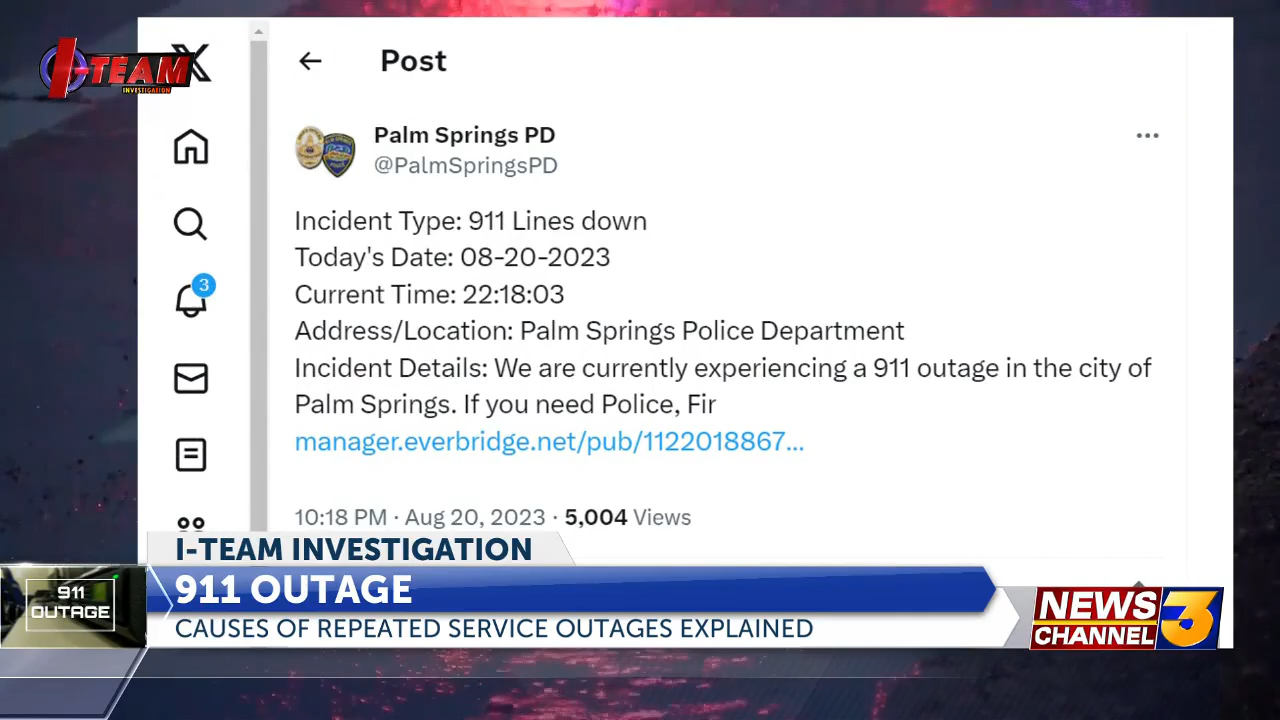 I-TEAM
INVESTIGATION
Post
Palm Springs PD
@PalmSpringsPD
Incident Type: 911 Lines down
Today's Date: 08-20-2023
Current Time: 22:18:03
Address/Location: Palm Springs Police Department
Incident Details: We are currently experiencing a 911 outage in the city of
Palm Springs. If you need Police, Fir
manager.everbridge.net/pub/1122018867...
3
10:18 PM · Aug 20, 2023 · 5,004 Views
I-TEAM INVESTIGATION
911 OUTAGE
CAUSES OF REPEATED SERVICE OUTAGES EXPLAINED
911
OUTAGE
NEWS
CHANNEL 3